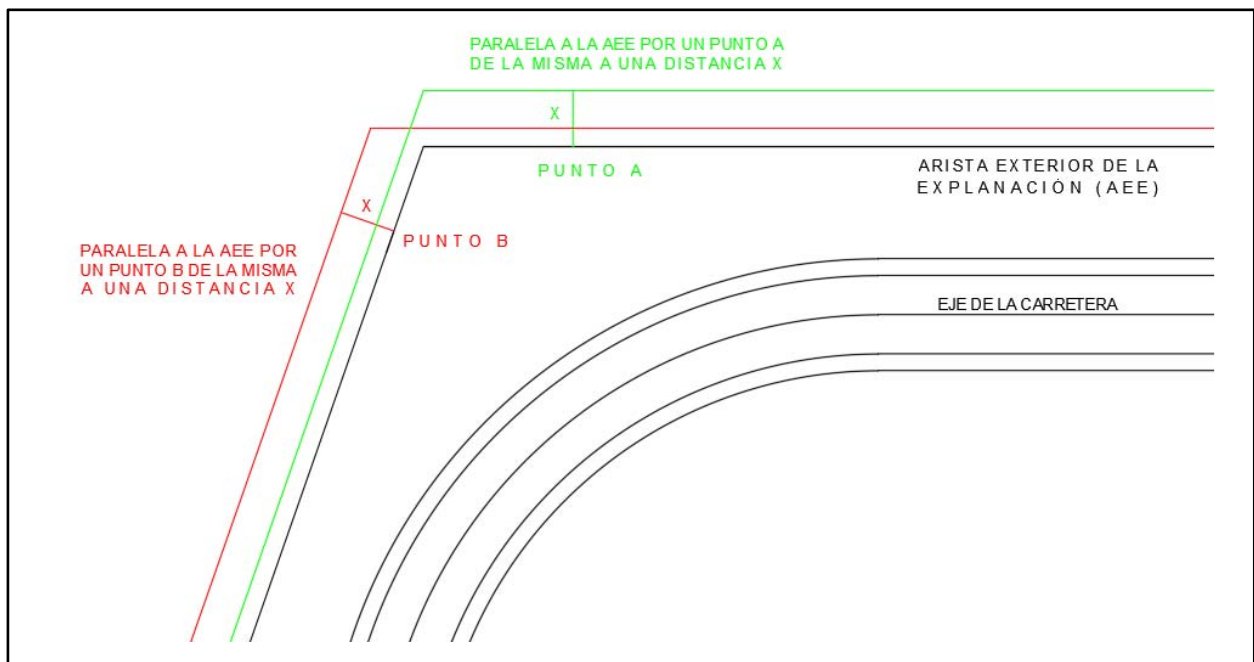 PARALELA A LA AEE POR UN PUNTO A
DE LA MISMA A UNA DISTANCIA X
X
PUNTO A
ARISTA EXTERIOR DE LA
EXPLANACIÓN (AEE)
X
PUNTO B
PARALELA A LA AEE POR
UN PUNTO B DE LA MISMA
A UNA DISTANCIA X
EJE DE LA CARRETERA